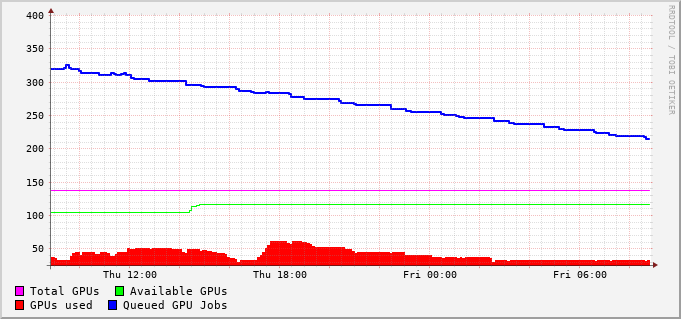 400
350
300
250
200
150
100
50
Thu 12:00 Thu 18:00 Fri 00:00 Fri 06:00
Total GPUs Available GPUs
GPUs used Queued GPU Jobs
RRDTOOL / TOBI OETIKER